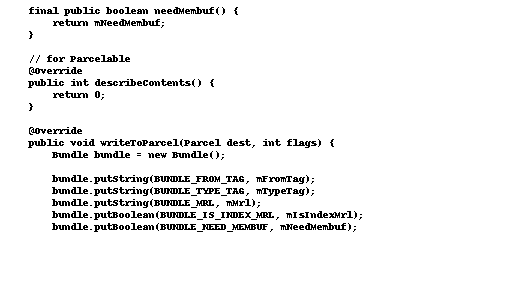 final public boolean needMembuf() {
return mNeedMembuf;
}
// for Parcelable
@Override
public int describeContents() {
return 0;
}
@Override
public void writeToParcel(Parcel dest, int flags) {
Bundle bundle = new Bundle();
bundle.putString(BUNDLE_FROM_TAG, mFromTag);
bundle.putString(BUNDLE_TYPE_TAG, mTypeTag);
bundle.putString(BUNDLE_MRL, mMrl);
bundle.putBoolean(BUNDLE_IS_INDEX_MRL, mIsIndexMrl);
bundle.putBoolean(BUNDLE_NEED_MEMBUF, mNeedMembuf);